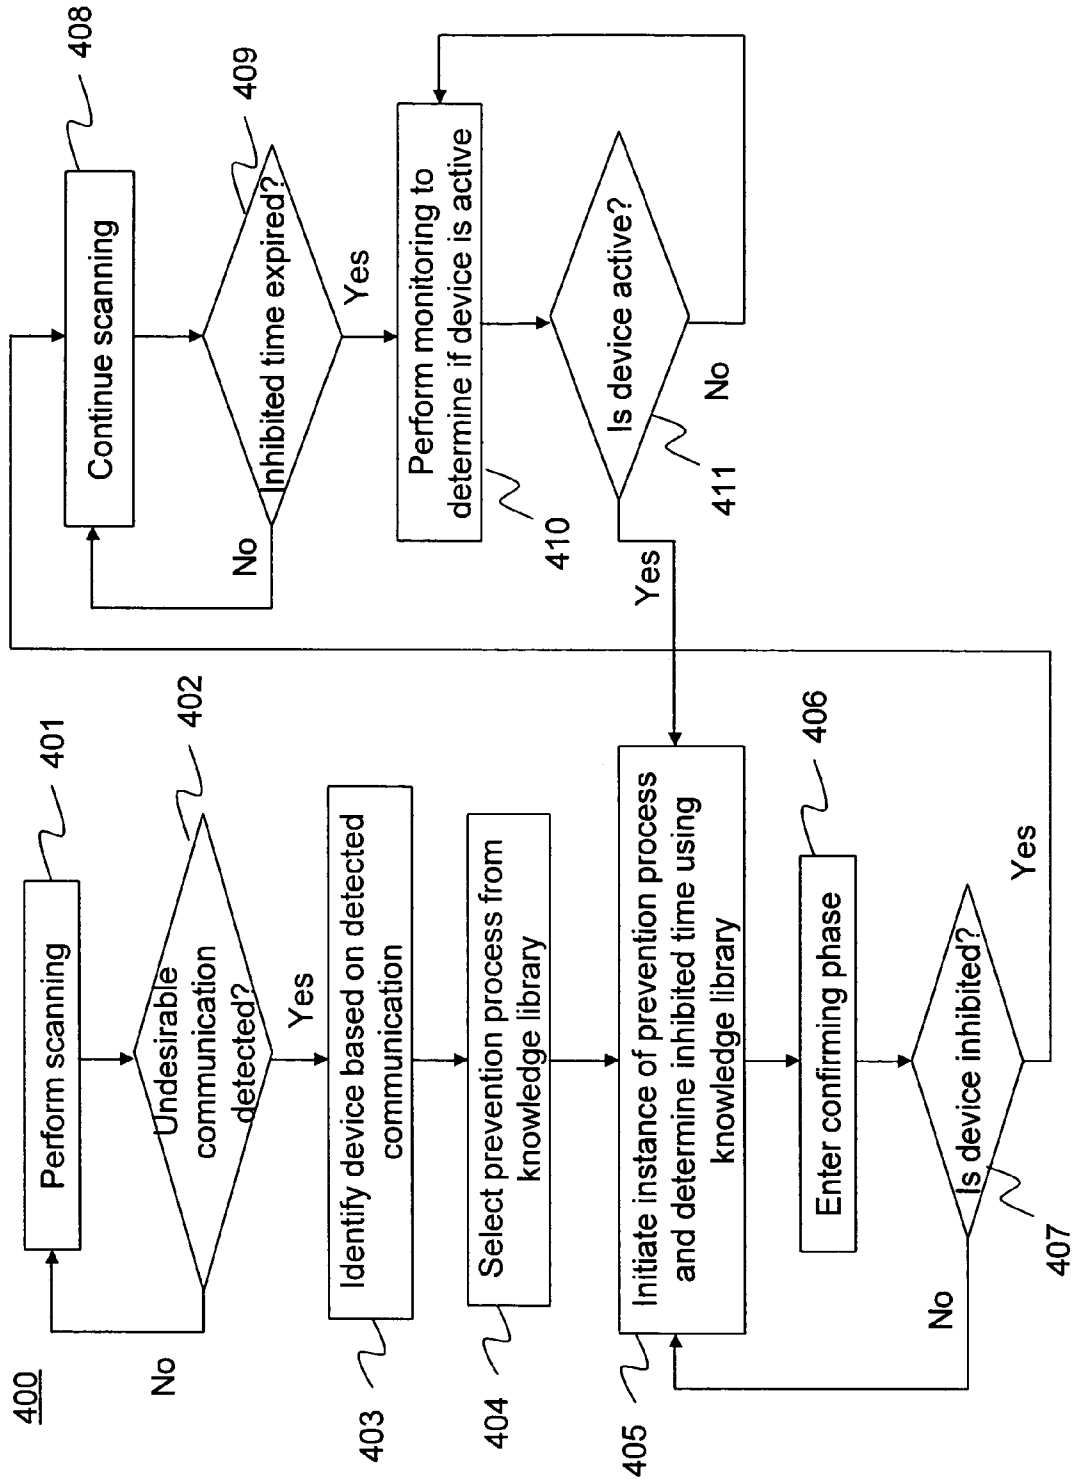 400
Perform scanning
401
Undesirable
communication
detected?
402
No
Yes
Identify device based on detected
communication
403
Select prevention process from
knowledge library
404
Initiate instance of prevention process
and determine inhibited time using
knowledge library
405
Enter confirming phase
406
Is device inhibited?
407
No
Yes
Continue scanning
408
Inhibited time expired?
409
No
Yes
Perform monitoring to
determine if device is active
410
Is device active?
411
Yes
No